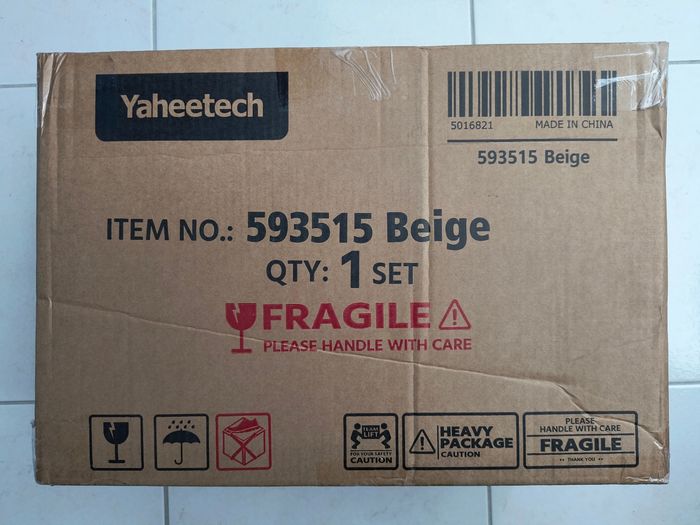 Yaheetech
5016821 MADE IN CHINA
593515 Beige
ITEM NO.: 593515 Beige
QTY: 1 SET
FRAGILE
PLEASE HANDLE WITH CARE
TEAM
LIFT
FOR YOUR SAFETY
CAUTION
HEAVY
PACKAGE
CAUTION
PLEASE
HANDLE WITH CARE
FRAGILE
•• THANK YOU ••